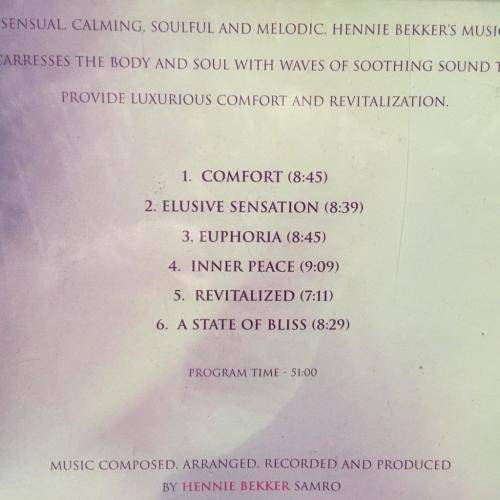 SENSUAL, CALMING, SOULFUL AND MELODIC, HENNIE BEKKER'S MUSIC
CARRESSES THE BODY AND SOUL WITH WAVES OF SOOTHING SOUND T
PROVIDE LUXURIOUS COMFORT AND REVITALIZATION.
1. COMFORT (8:45)
2. ELUSIVE SENSATION (8:39)
3. EUPHORIA (8:45)
4. INNER PEACE (9:09)
5. REVITALIZED (7:11)
6. A STATE OF BLISS (8:29)
PROGRAM TIME - 51:00
MUSIC COMPOSED, ARRANGED, RECORDED AND PRODUCED
BY HENNIE BEKKER SAMRO